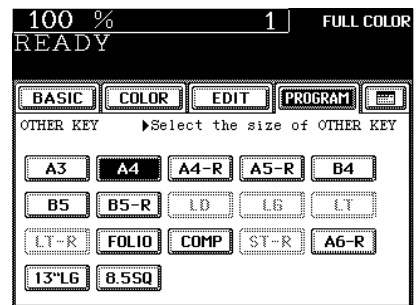 100 % 1 FULL COLOR
READY
BASIC COLOR EDIT PROGRAM
OTHER KEY ▶Select the size of OTHER KEY
A3 A4 A4-R A5-R B4
B5 B5-R LD LG LT
LT-R FOLIO COMP ST-R A6-R
13"LG 8.5SQ